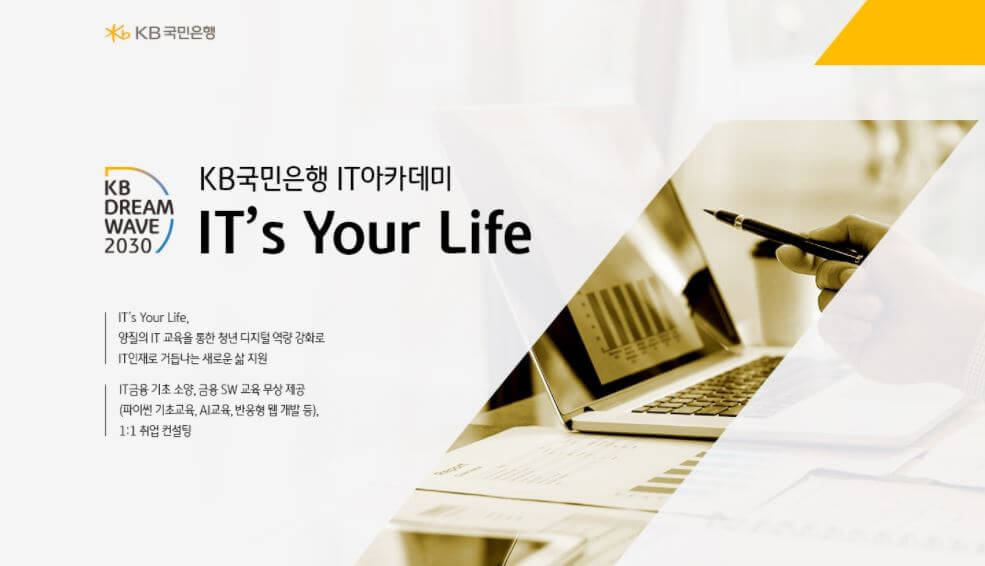 KB 국민은행
KB국민은행 IT아카데미
KB
DREAM
WAVE
2030
IT's Your Life
IT's Your Life,
양질의 IT 교육을 통한 청년 디지털 역량 강화로
IT인재로 거듭나는 새로운 삶 지원
IT금융 기초 소양, 금융 SW 교육 무상 제공
(파이썬 기초교육, AI교육, 반응형 웹 개발 등),
1:1 취업 컨설팅
Report